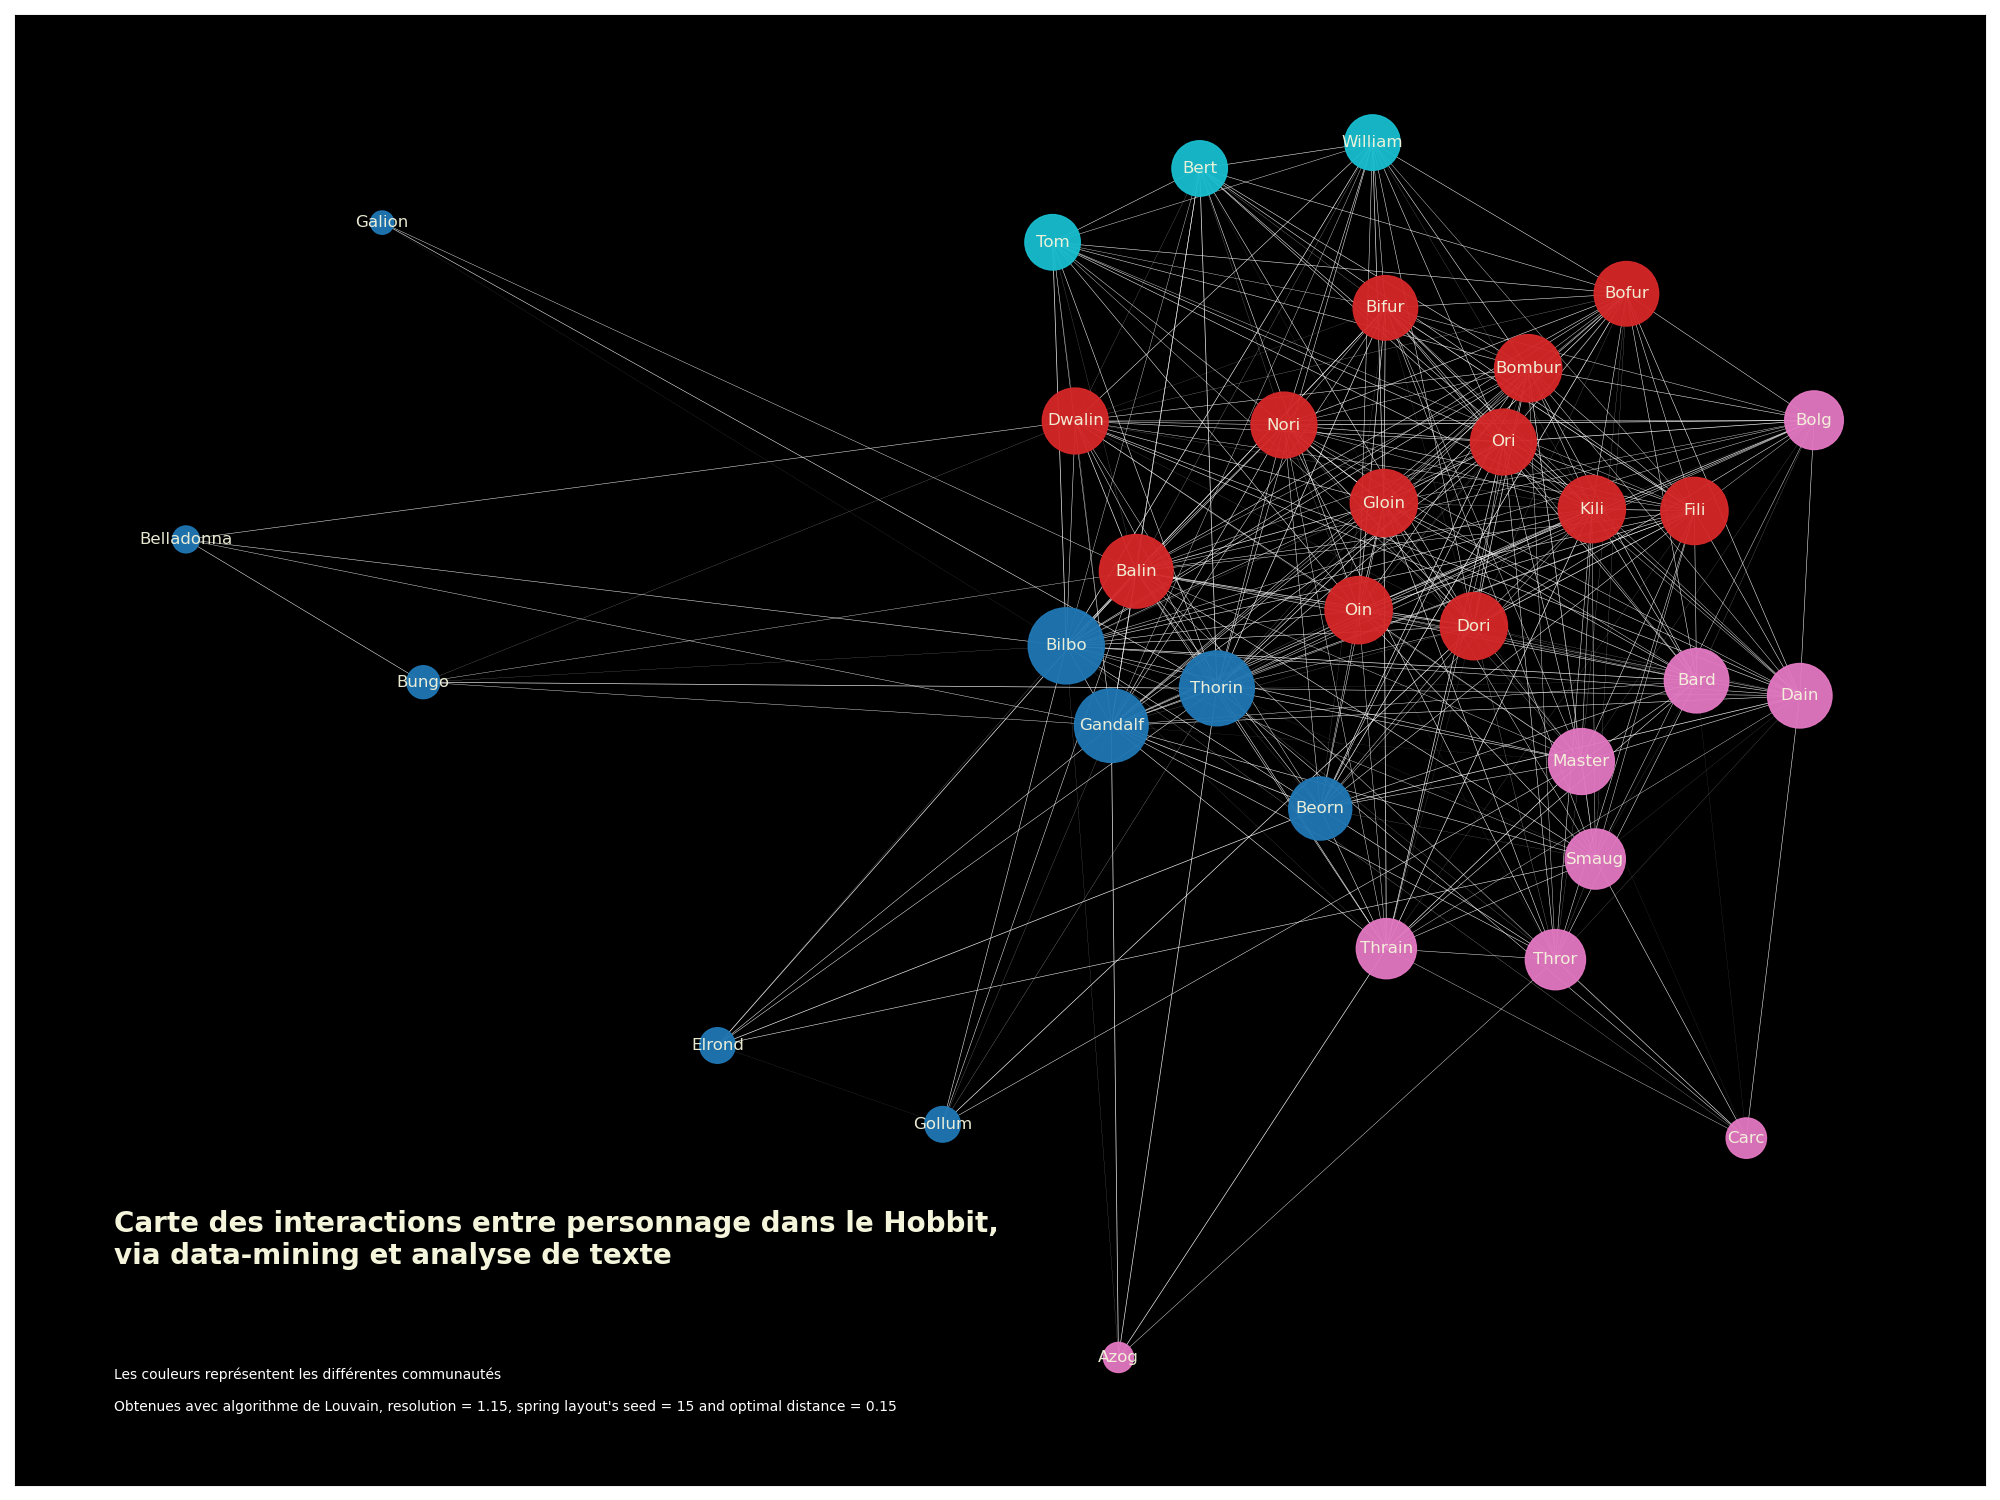 William
Bert
Galion
Tom
Bofur
Bifur
Bombur
Dwalin
Nori
Bolg
Ori
Gloin
Kili
Fili
Belladonna
Balin
Oin
Dori
Bilbo
Bungo
Thorin
Bard
Dain
Gandalf
Master
Beorn
Smaug
Thrain
Thror
Elrond
Gollum
Carc
Carte des interactions entre personnage dans le Hobbit,
via data-mining et analyse de texte
Azog
Les couleurs représentent les différentes communautés
Obtenues avec algorithme de Louvain, resolution = 1.15, spring layout's seed = 15 and optimal distance = 0.15